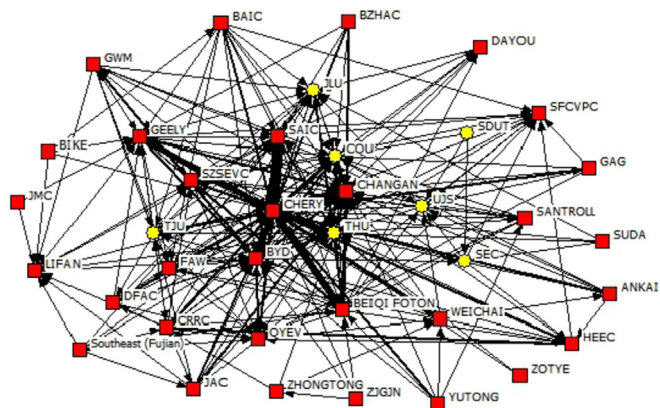 BAIC
BZHAC
DAYOU
GWM
JLU
SFCVPC
GEELY
SAIC
SDUT
BIKE
CQU
GAG
SZSEVC
CHANGAN
JMC
CHERY
UJS
SANTROLL
TJU
THU
SUDA
LIFAN
FAW
BYD
SEC
ANKAI
DFAC
BEIQI FOTON
WEICHAI
CRRC
QYEV
HEEC
Southeast (Fujian)
ZOTYE
JAC
ZHONGTONG
ZJGJN
YUTONG